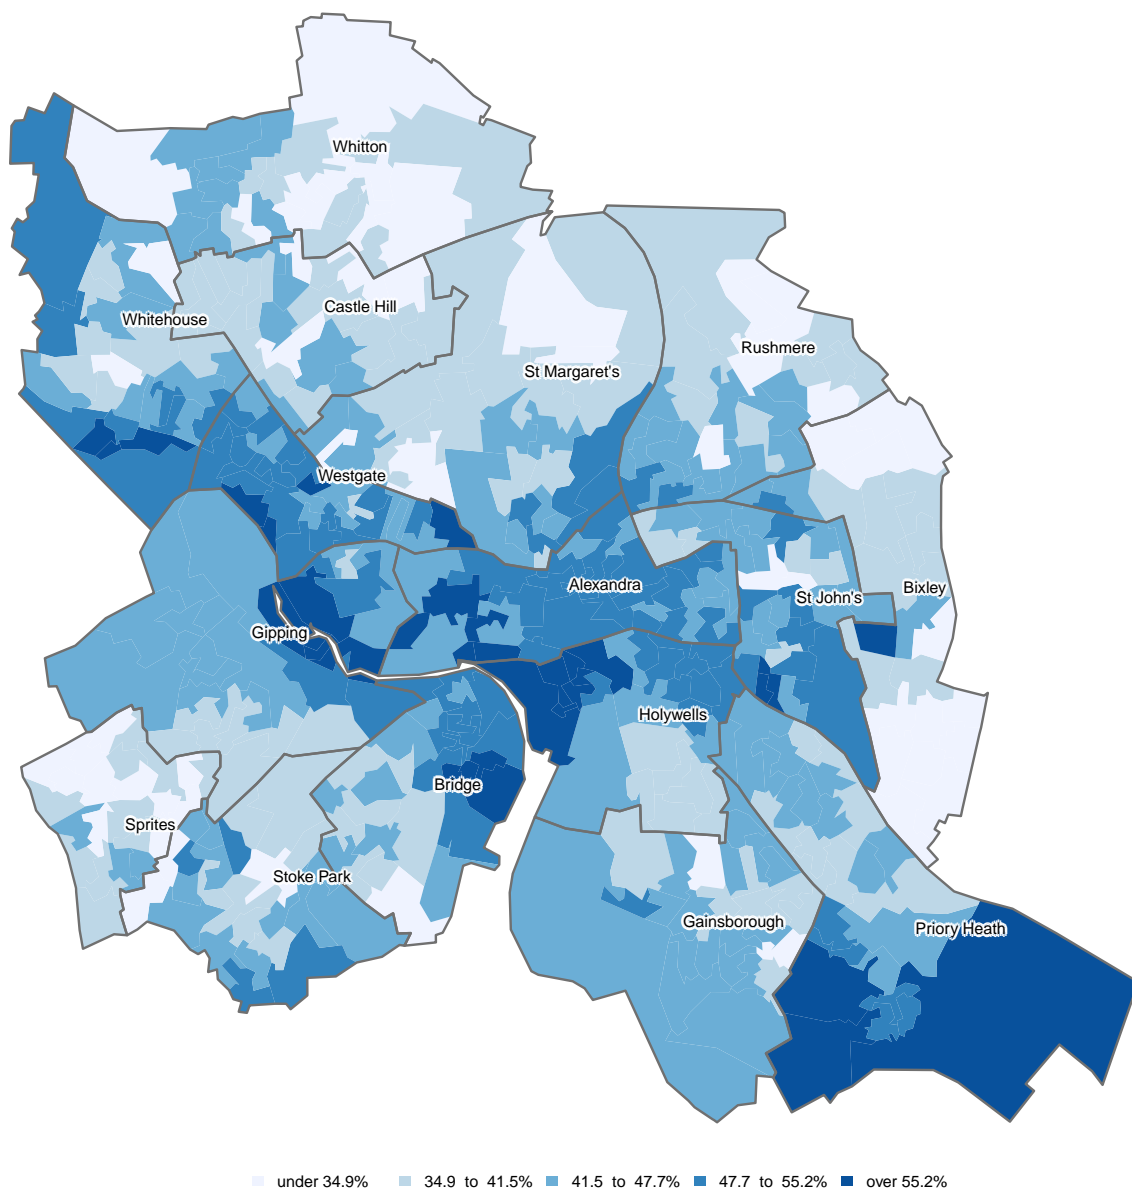 Whitton
Castle Hill
Whitehouse
Rushmere
St Margaret's
Westgate
Alexandra
Bixley
St John's
Gipping
Holywells
Bridge
Sprites
Stoke Park
Gainsborough
Priory Heath
under 34.9% 34.9 to 41.5% 41.5 to 47.7% 47.7 to 55.2% over 55.2%